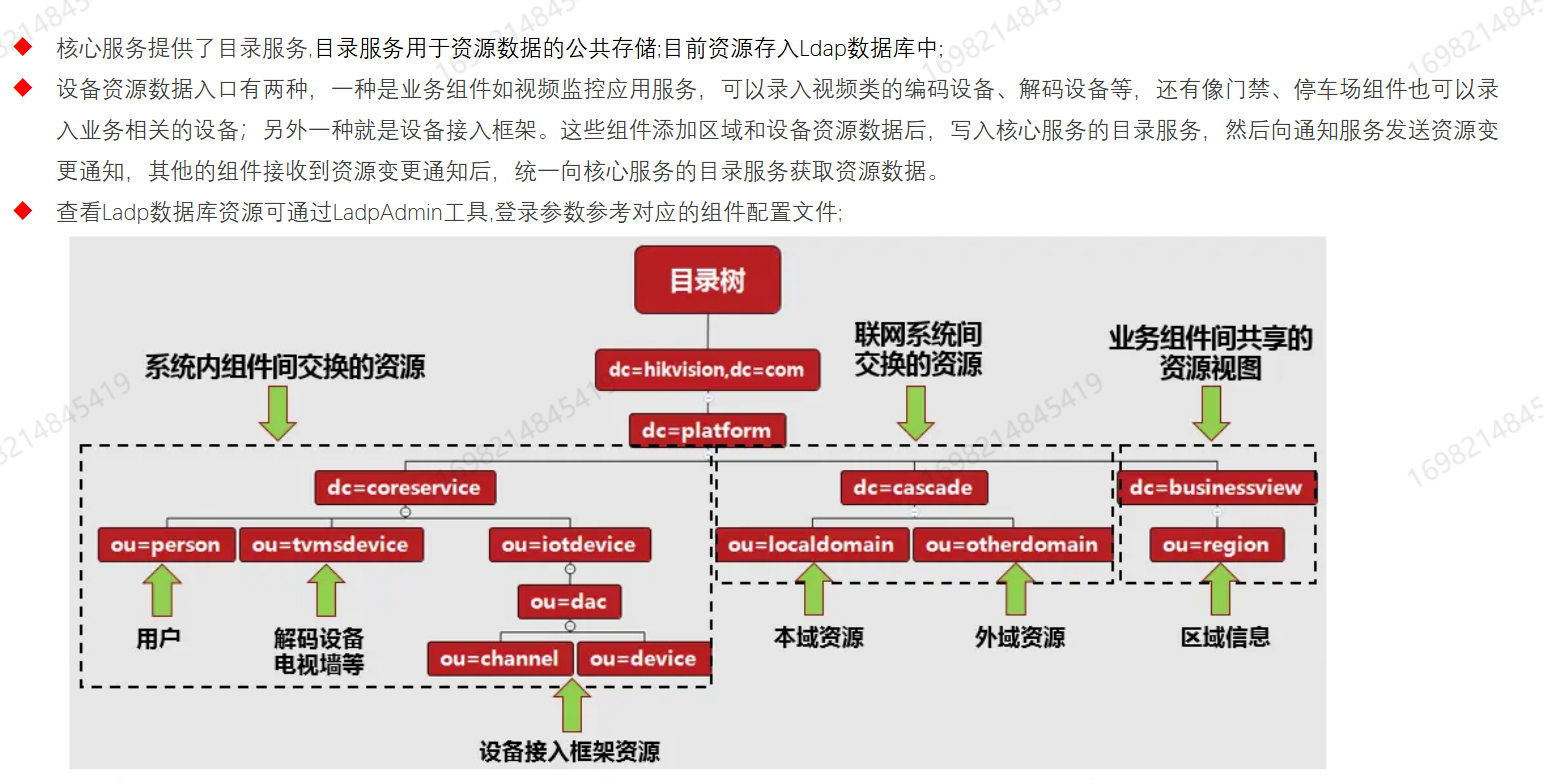 核心服务提供了目录服务,目录服务用于资源数据的公共存储;目前资源存入Ldap数据库中;
设备资源数据入口有两种，一种是业务组件如视频监控应用服务，可以录入视频类的编码设备、解码设备等，还有像门禁、停车场组件也可以录
入业务相关的设备；另外一种就是设备接入框架。这些组件添加区域和设备资源数据后，写入核心服务的目录服务，然后向通知服务发送资源变
更通知，其他的组件接收到资源变更通知后，统一向核心服务的目录服务获取资源数据。
查看Ladp数据库资源可通过LadpAdmin工具,登录参数参考对应的组件配置文件;
目录树
系统内组件间交换的资源
dc=hikvision,dc=com
联网系统间
交换的资源
业务组件间共享的
资源视图
dc=platform
dc=coreservice
dc=cascade
dc=businessview
ou=person
ou=tvmsdevice
ou=iotdevice
ou=localdomain
ou=otherdomain
ou=region
ou=dac
用户
解码设备
电视墙等
本域资源
外域资源
区域信息
ou=channel
ou=device
设备接入框架资源
1698214845419
1698214845419